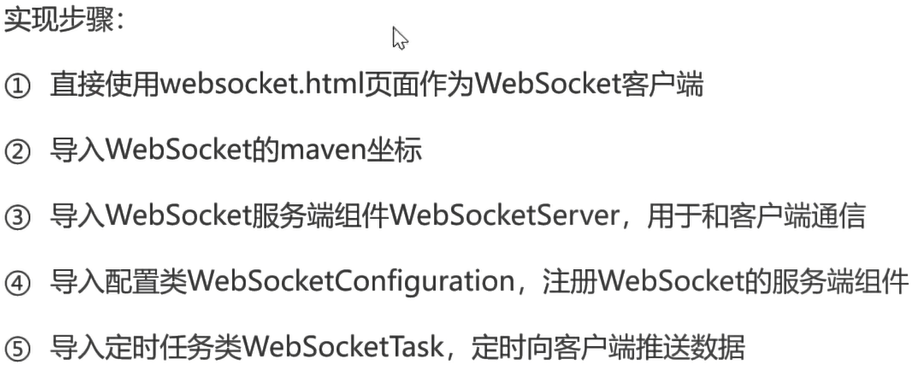 实现步骤：
① 直接使用websocket.html页面作为WebSocket客户端
② 导入WebSocket的maven坐标
③ 导入WebSocket服务端组件WebSocketServer，用于和客户端通信
④ 导入配置类WebSocketConfiguration，注册WebSocket的服务端组件
⑤ 导入定时任务类WebSocketTask，定时向客户端推送数据